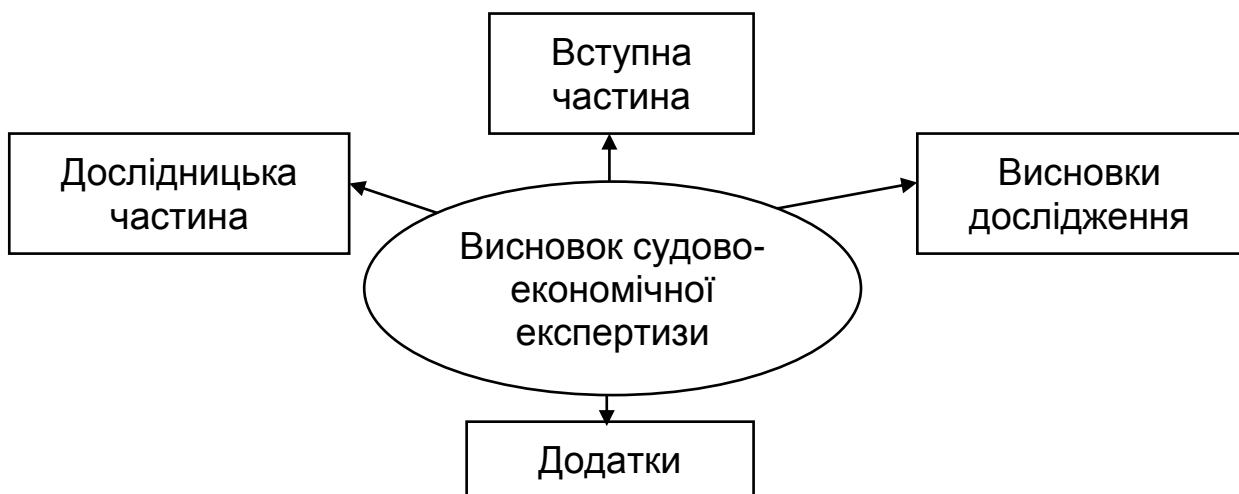 Вступна
частина
Дослідницька
частина
Висновки
дослідження
Висновок судово-
економічної
експертизи
Додатки